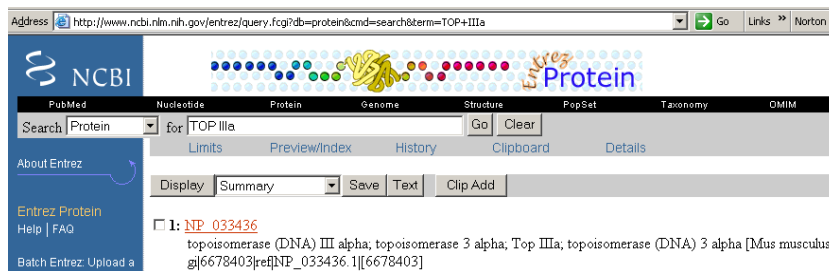 Address http://www.ncbi.nlm.nih.gov/entrez/query.fcgi?db=protein&cmd=search&term=TOP+IIIa Go Links » Norton
NCBI Entrez Protein
PubMed Nucleotide Protein Genome Structure PopSet Taxonomy OMIM
Search Protein for TOP IIIa Go Clear
Limits Preview/Index History Clipboard Details
About Entrez
Display Summary Save Text Clip Add
Entrez Protein
Help | FAQ
1: NP_033436
topoisomerase (DNA) III alpha; topoisomerase 3 alpha; Top IIIa; topoisomerase (DNA) 3 alpha [Mus musculus
Batch Entrez: Upload a
gi|6678403|ref|NP_033436.1|[6678403]